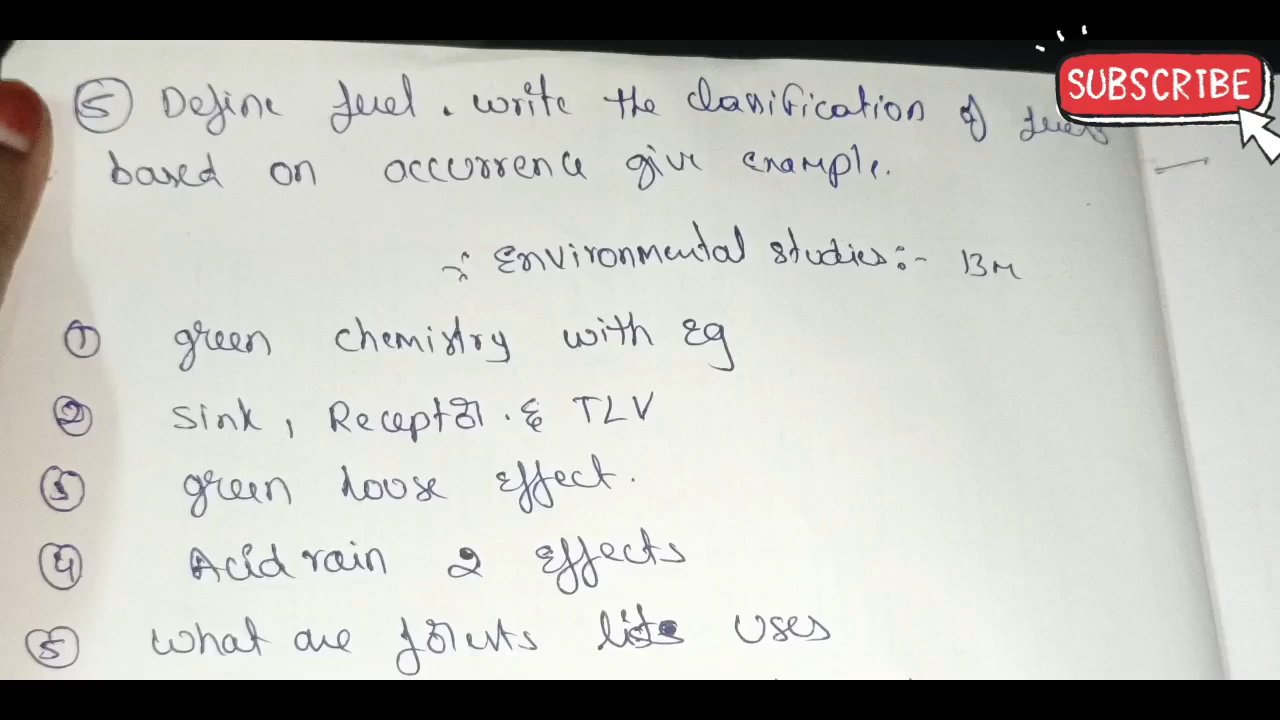 SUBSCRIBE
⑤ Define fuel. write the classification of fuels
based on occurrence give example.
∴ Environmental studies:- 13M
① green chemistry with Eg
② Sink, Receptor & TLV
③ green house effect.
④ Acid rain 2 effects
⑤ what are forests list uses